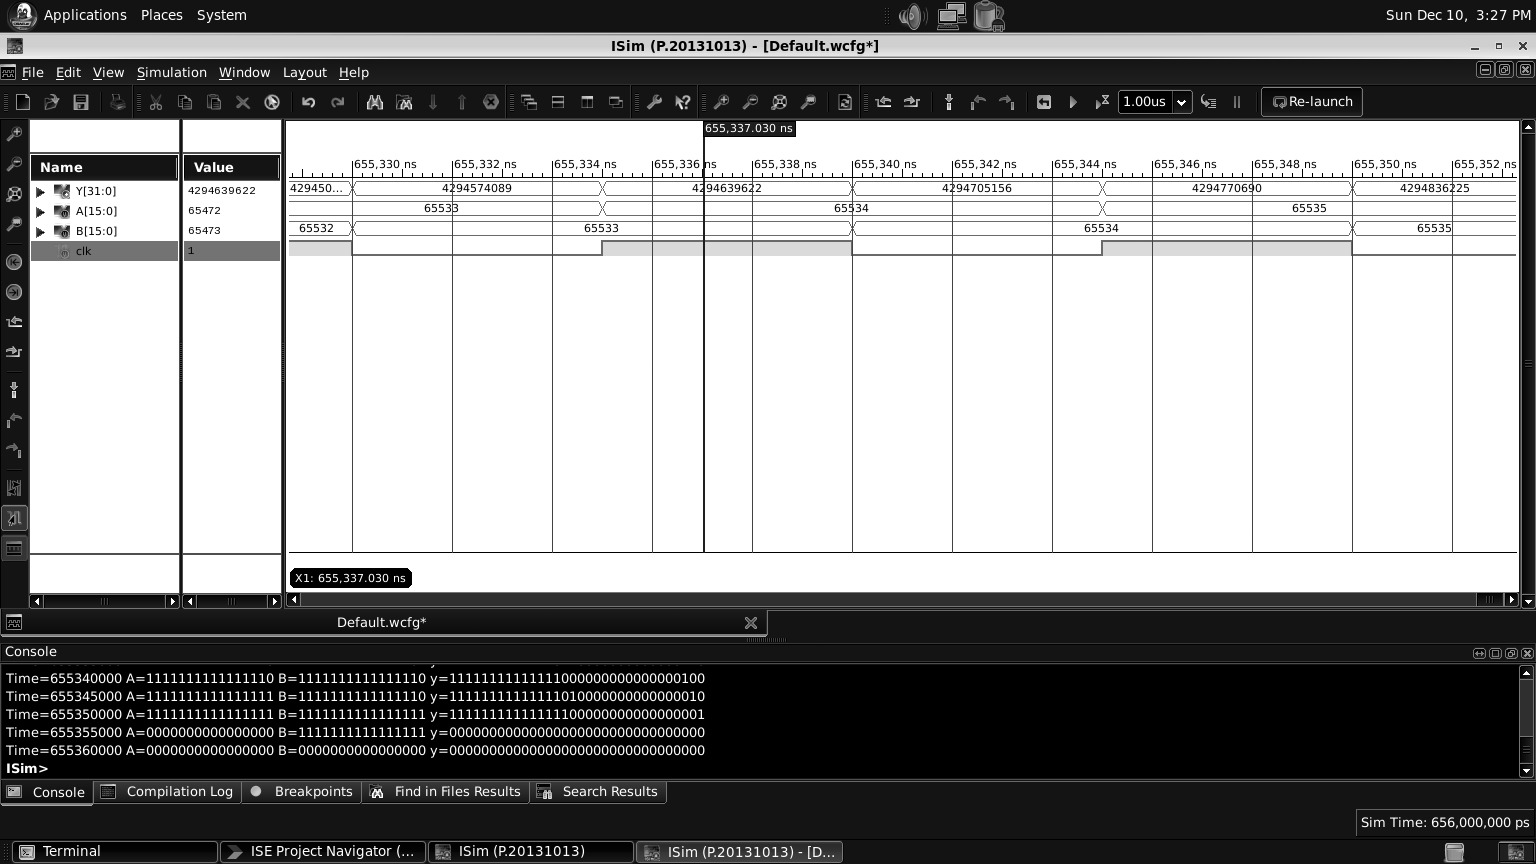 Applications Places System
Sun Dec 10, 3:27 PM
ISim (P.20131013) - [Default.wcfg*]
File Edit View Simulation Window Layout Help
1.00us
Re-launch
655,337.030 ns
Name Value
655,330 ns 655,332 ns 655,334 ns 655,336 ns 655,338 ns 655,340 ns 655,342 ns 655,344 ns 655,346 ns 655,348 ns 655,350 ns 655,352 ns
Y[31:0] 4294639622 429450... 4294574089 4294639622 4294705156 4294770690 4294836225
A[15:0] 65472 65533 65534 65535
B[15:0] 65473 65532 65533 65534 65535
clk 1
X1: 655,337.030 ns
Default.wcfg*
Console
Time=655340000 A=1111111111111110 B=1111111111111110 y=11111111111111000000000000000100
Time=655345000 A=1111111111111111 B=1111111111111110 y=11111111111111010000000000000010
Time=655350000 A=1111111111111111 B=1111111111111111 y=11111111111111100000000000000001
Time=655355000 A=0000000000000000 B=1111111111111111 y=00000000000000000000000000000000
Time=655360000 A=0000000000000000 B=0000000000000000 y=00000000000000000000000000000000
ISim>
Console Compilation Log Breakpoints Find in Files Results Search Results
Sim Time: 656,000,000 ps
Terminal ISE Project Navigator (... ISim (P.20131013) ISim (P.20131013) - [D...